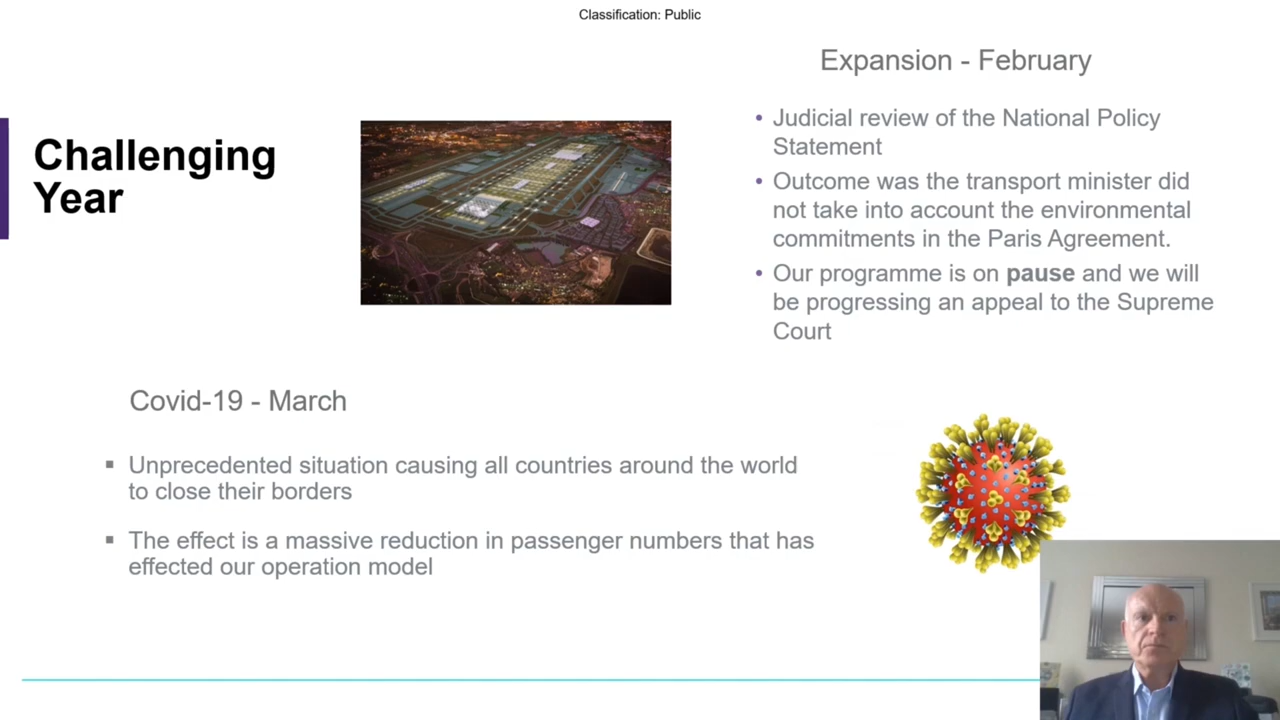 Classification: Public
Challenging
Year
Expansion - February
• Judicial review of the National Policy
Statement
• Outcome was the transport minister did
not take into account the environmental
commitments in the Paris Agreement.
• Our programme is on pause and we will
be progressing an appeal to the Supreme
Court
Covid-19 - March
▪ Unprecedented situation causing all countries around the world
to close their borders
▪ The effect is a massive reduction in passenger numbers that has
effected our operation model